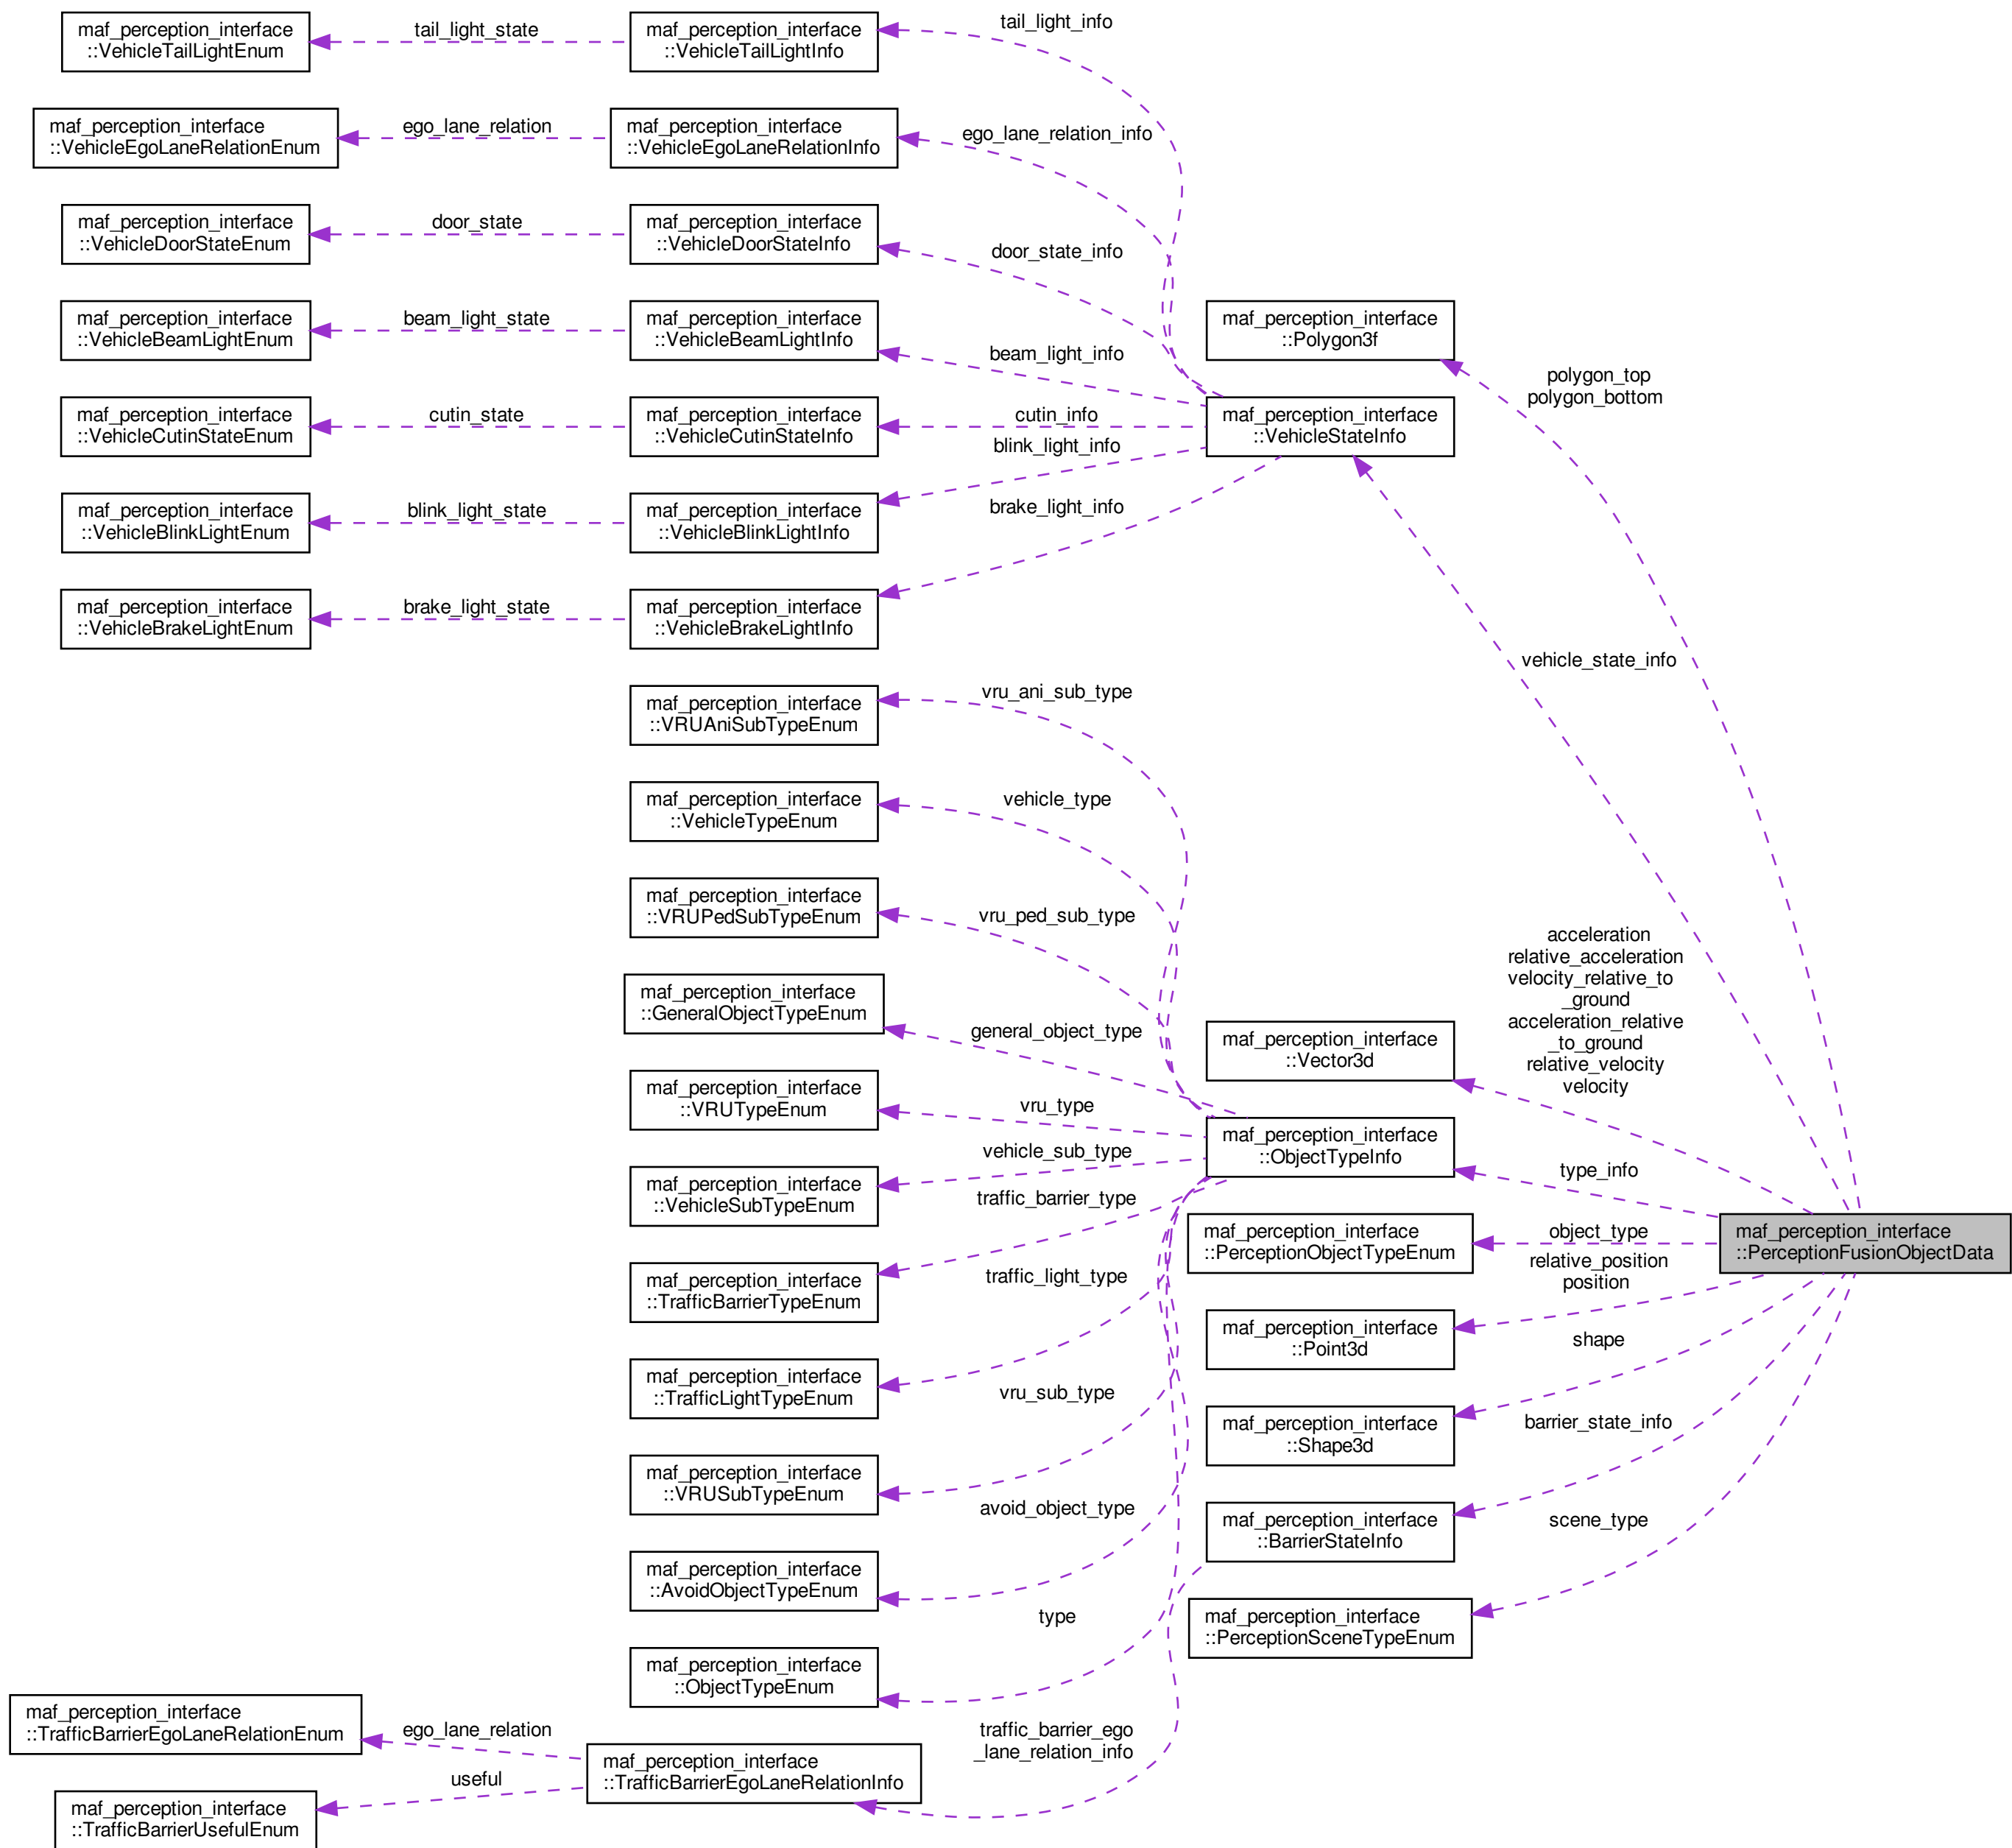 maf_perception_interface
::VehicleTailLightEnum
tail_light_state
maf_perception_interface
::VehicleTailLightInfo
tail_light_info
maf_perception_interface
::VehicleEgoLaneRelationEnum
ego_lane_relation
maf_perception_interface
::VehicleEgoLaneRelationInfo
ego_lane_relation_info
maf_perception_interface
::VehicleDoorStateEnum
door_state
maf_perception_interface
::VehicleDoorStateInfo
door_state_info
maf_perception_interface
::VehicleBeamLightEnum
beam_light_state
maf_perception_interface
::VehicleBeamLightInfo
beam_light_info
maf_perception_interface
::Polygon3f
polygon_top
polygon_bottom
maf_perception_interface
::VehicleCutinStateEnum
cutin_state
maf_perception_interface
::VehicleCutinStateInfo
cutin_info
maf_perception_interface
::VehicleStateInfo
maf_perception_interface
::VehicleBlinkLightEnum
blink_light_state
maf_perception_interface
::VehicleBlinkLightInfo
blink_light_info
maf_perception_interface
::VehicleBrakeLightEnum
brake_light_state
maf_perception_interface
::VehicleBrakeLightInfo
brake_light_info
vehicle_state_info
maf_perception_interface
::VRUAniSubTypeEnum
vru_ani_sub_type
maf_perception_interface
::VehicleTypeEnum
vehicle_type
maf_perception_interface
::VRUPedSubTypeEnum
vru_ped_sub_type
maf_perception_interface
::GeneralObjectTypeEnum
general_object_type
maf_perception_interface
::Vector3d
acceleration
relative_acceleration
velocity_relative_to
_ground
acceleration_relative
_to_ground
relative_velocity
velocity
maf_perception_interface
::VRUTypeEnum
vru_type
maf_perception_interface
::ObjectTypeInfo
type_info
maf_perception_interface
::VehicleSubTypeEnum
vehicle_sub_type
maf_perception_interface
::PerceptionObjectTypeEnum
object_type
maf_perception_interface
::PerceptionFusionObjectData
maf_perception_interface
::TrafficBarrierTypeEnum
traffic_barrier_type
relative_position
position
maf_perception_interface
::Point3d
maf_perception_interface
::TrafficLightTypeEnum
traffic_light_type
shape
maf_perception_interface
::Shape3d
maf_perception_interface
::VRUSubTypeEnum
vru_sub_type
barrier_state_info
maf_perception_interface
::BarrierStateInfo
maf_perception_interface
::AvoidObjectTypeEnum
avoid_object_type
scene_type
maf_perception_interface
::PerceptionSceneTypeEnum
maf_perception_interface
::ObjectTypeEnum
type
maf_perception_interface
::TrafficBarrierEgoLaneRelationEnum
ego_lane_relation
maf_perception_interface
::TrafficBarrierEgoLaneRelationInfo
traffic_barrier_ego
_lane_relation_info
maf_perception_interface
::TrafficBarrierUsefulEnum
useful